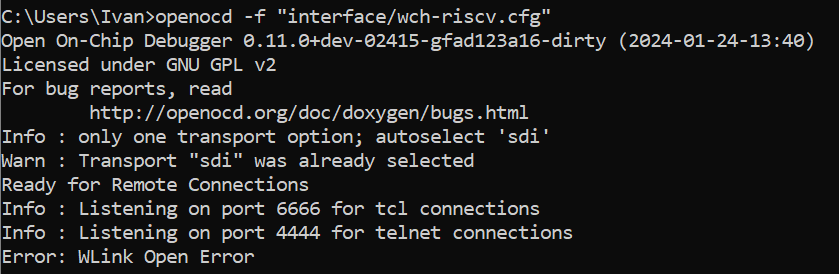 C:\Users\Ivan>openocd -f "interface/wch-riscv.cfg"
Open On-Chip Debugger 0.11.0+dev-02415-gfad123a16-dirty (2024-01-24-13:40)
Licensed under GNU GPL v2
For bug reports, read
        http://openocd.org/doc/doxygen/bugs.html
Info : only one transport option; autoselect 'sdi'
Warn : Transport "sdi" was already selected
Ready for Remote Connections
Info : Listening on port 6666 for tcl connections
Info : Listening on port 4444 for telnet connections
Error: WLink Open Error